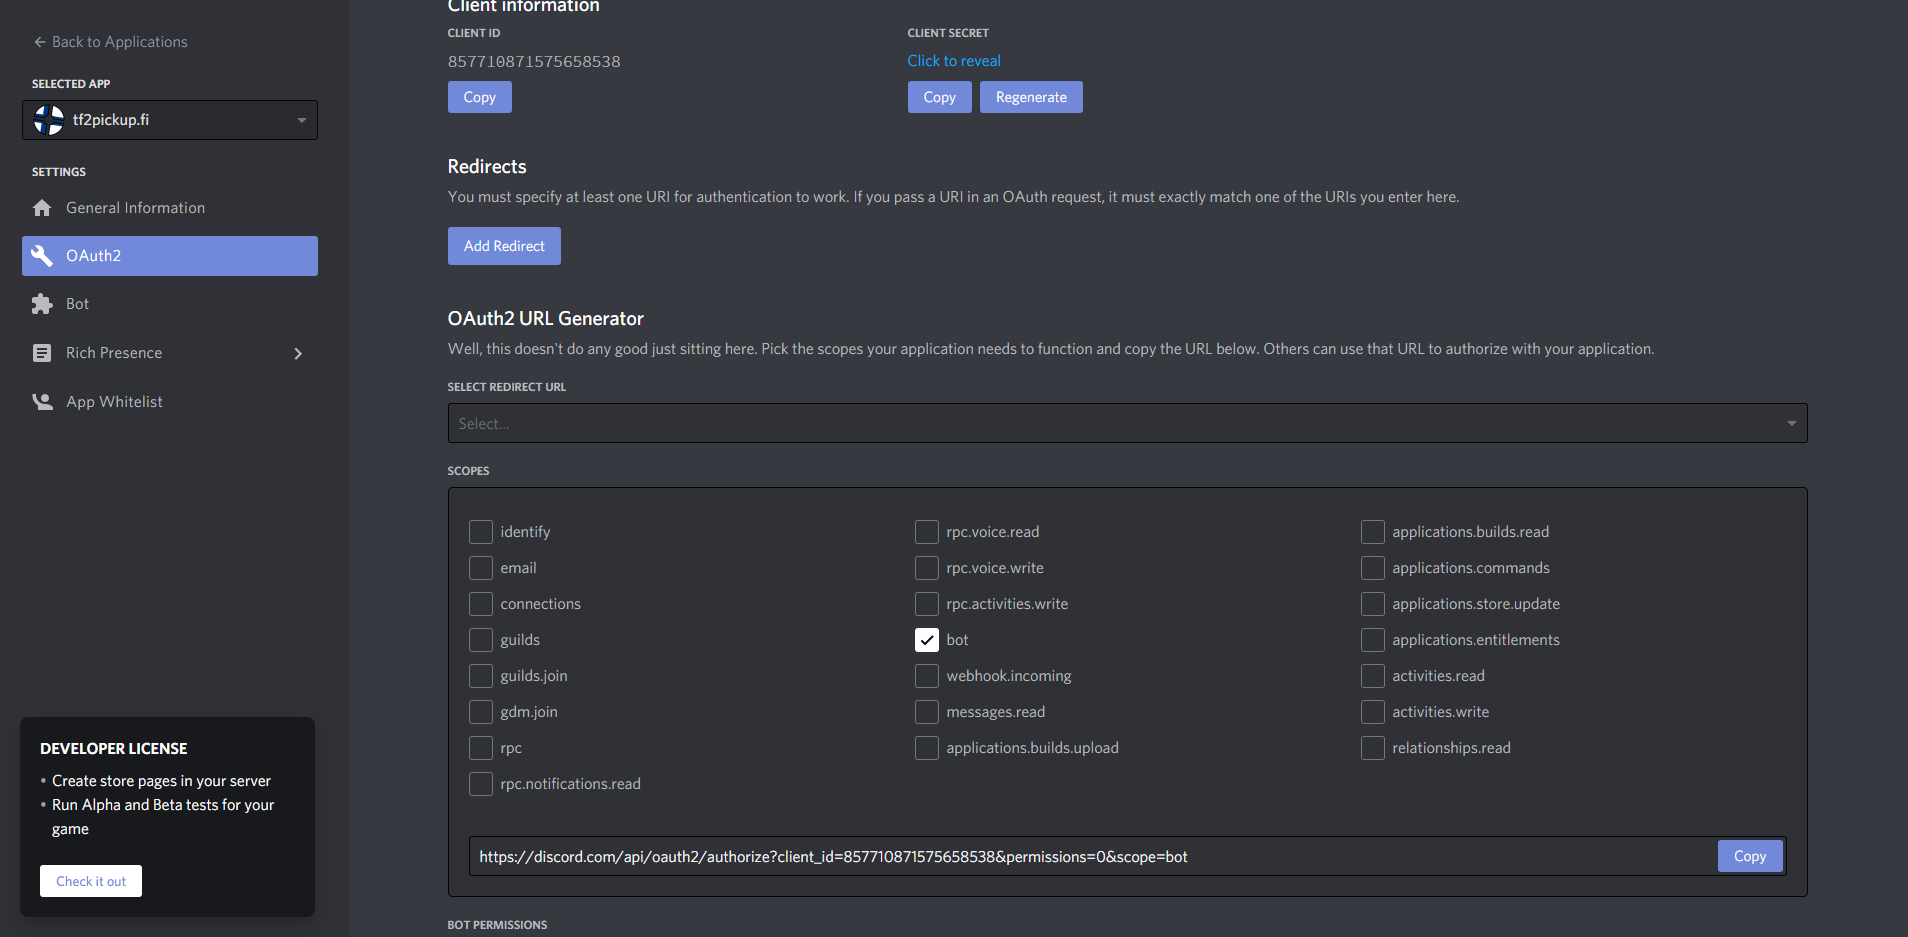 Back to Applications
SELECTED APP
tf2pickup.fi
SETTINGS
General Information
OAuth2
Bot
Rich Presence
App Whitelist
DEVELOPER LICENSE
• Create store pages in your server
• Run Alpha and Beta tests for your
game
Check it out
Client information
CLIENT ID
857710871575658538
Copy
CLIENT SECRET
Click to reveal
Copy
Regenerate
Redirects
You must specify at least one URI for authentication to work. If you pass a URI in an OAuth request, it must exactly match one of the URIs you enter here.
Add Redirect
OAuth2 URL Generator
Well, this doesn't do any good just sitting here. Pick the scopes your application needs to function and copy the URL below. Others can use that URL to authorize with your application.
SELECT REDIRECT URL
Select...
SCOPES
identify
email
connections
guilds
guilds.join
gdm.join
rpc
rpc.notifications.read
rpc.voice.read
rpc.voice.write
rpc.activities.write
bot
webhook.incoming
messages.read
applications.builds.upload
applications.builds.read
applications.commands
applications.store.update
applications.entitlements
activities.read
activities.write
relationships.read
https://discord.com/api/oauth2/authorize?client_id=857710871575658538&permissions=0&scope=bot
Copy
BOT PERMISSIONS